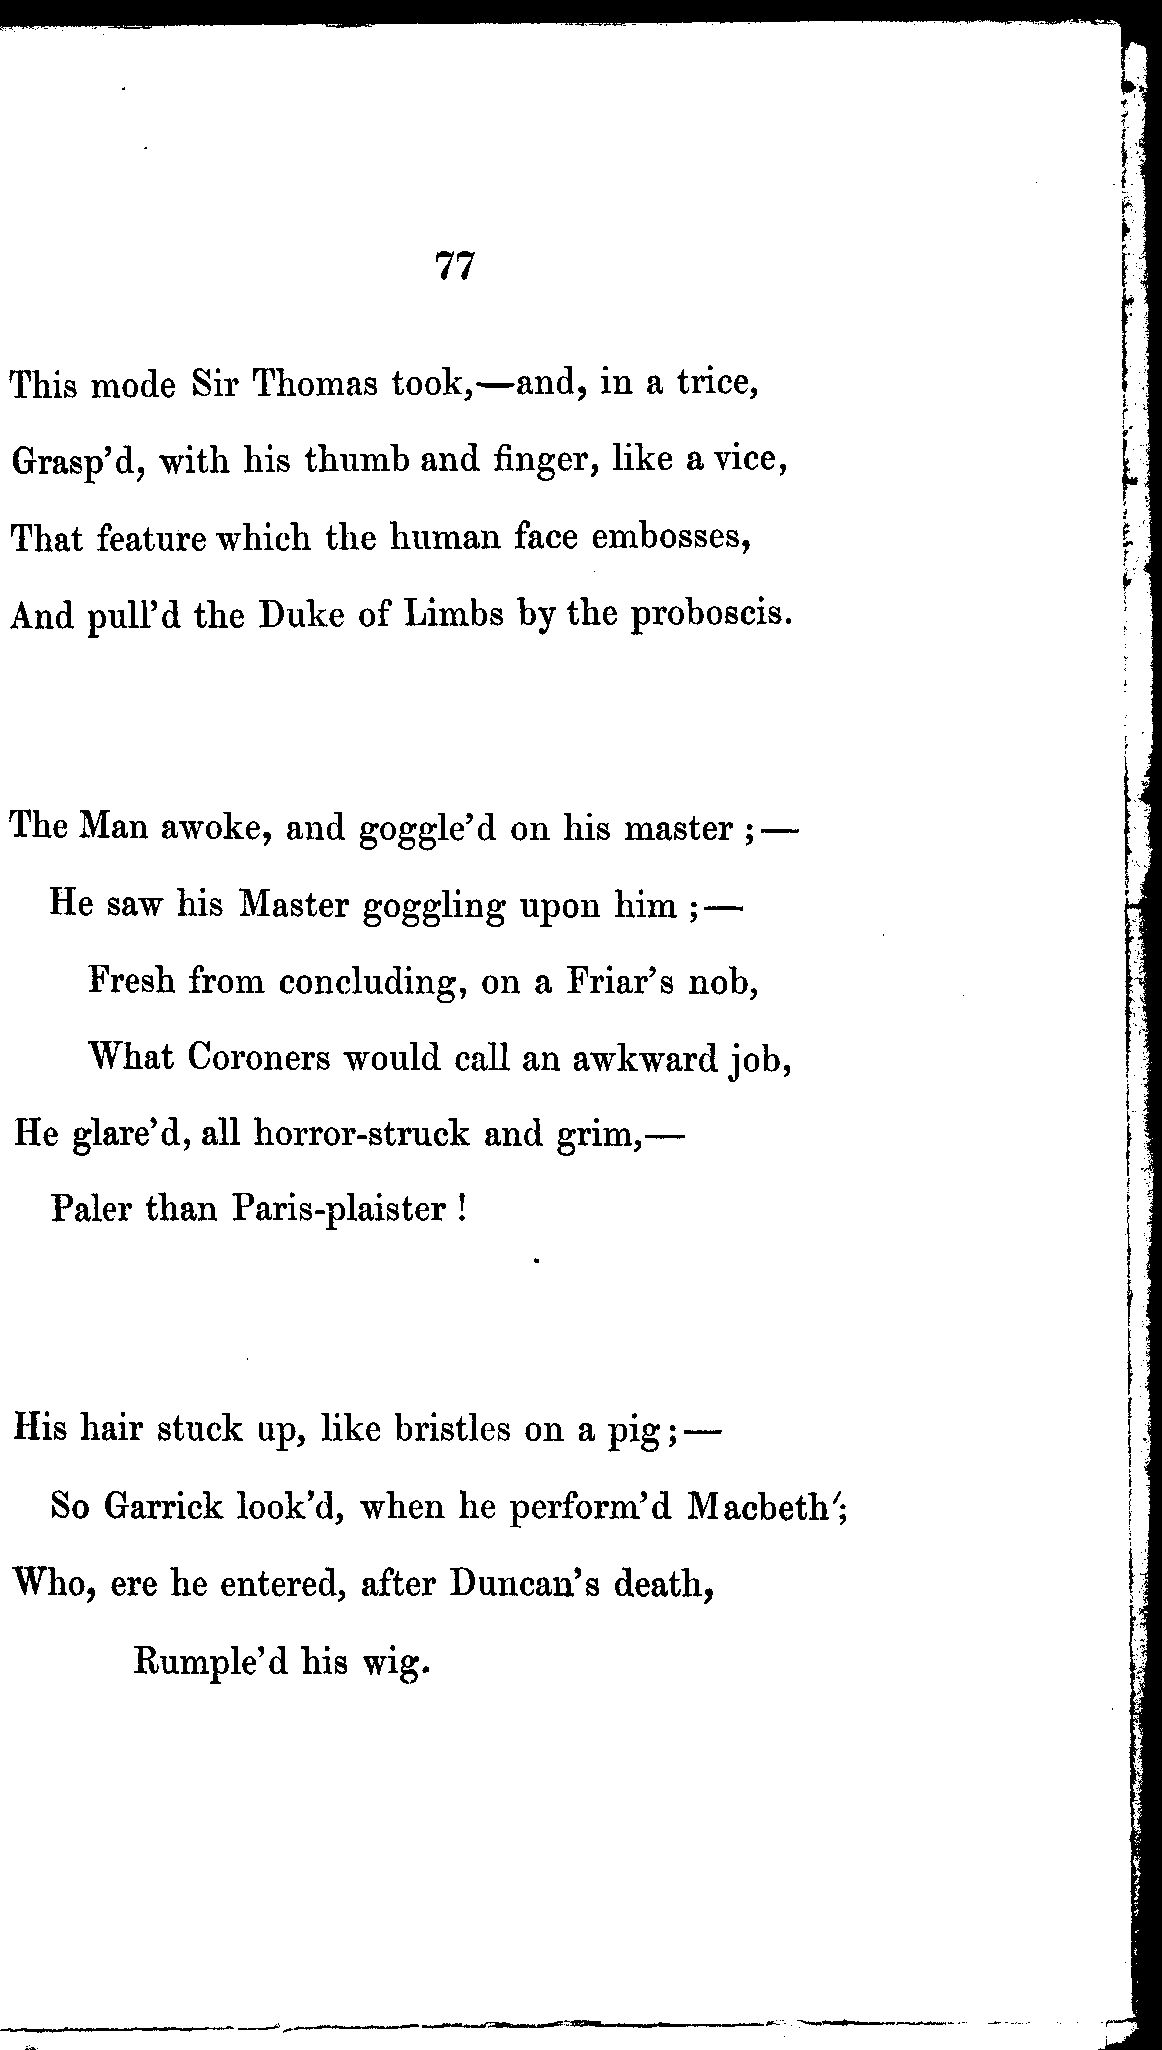 77
This mode Sir Thomas took,—and, in a trice,
Grasp'd, with his thumb and finger, like a vice,
That feature which the human face embosses,
And pull'd the Duke of Limbs by the proboscis.
The Man awoke, and goggle'd on his master ;—
He saw his Master goggling upon him ;—
Fresh from concluding, on a Friar's nob,
What Coroners would call an awkward job,
He glare'd, all horror-struck and grim,—
Paler than Paris-plaister !
His hair stuck up, like bristles on a pig ;—
So Garrick look'd, when he perform'd Macbeth';
Who, ere he entered, after Duncan's death,
Rumple'd his wig.